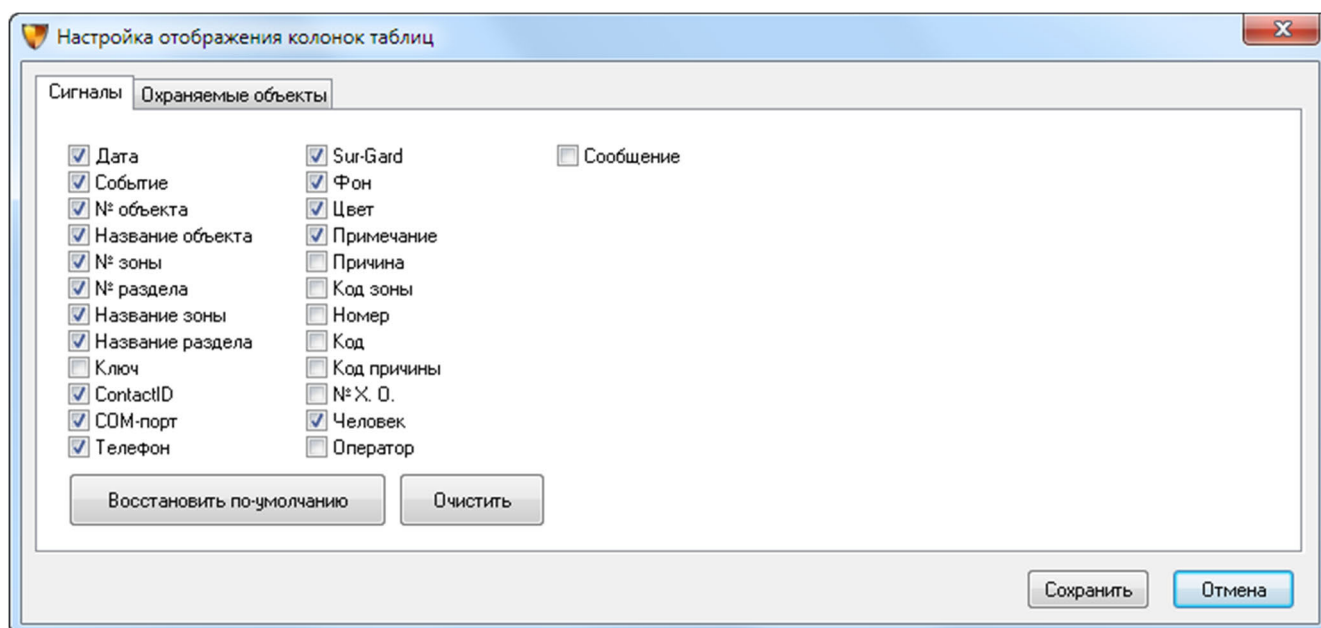 Настройка отображения колонок таблиц
Сигналы
Охраняемые объекты
Дата
Событие
№ объекта
Название объекта
№ зоны
№ раздела
Название зоны
Название раздела
Ключ
ContactID
COM-порт
Телефон
Sur-Gard
Фон
Цвет
Примечание
Причина
Код зоны
Номер
Код
Код причины
№ Х. О.
Человек
Оператор
Сообщение
Восстановить по-умолчанию
Очистить
Сохранить
Отмена